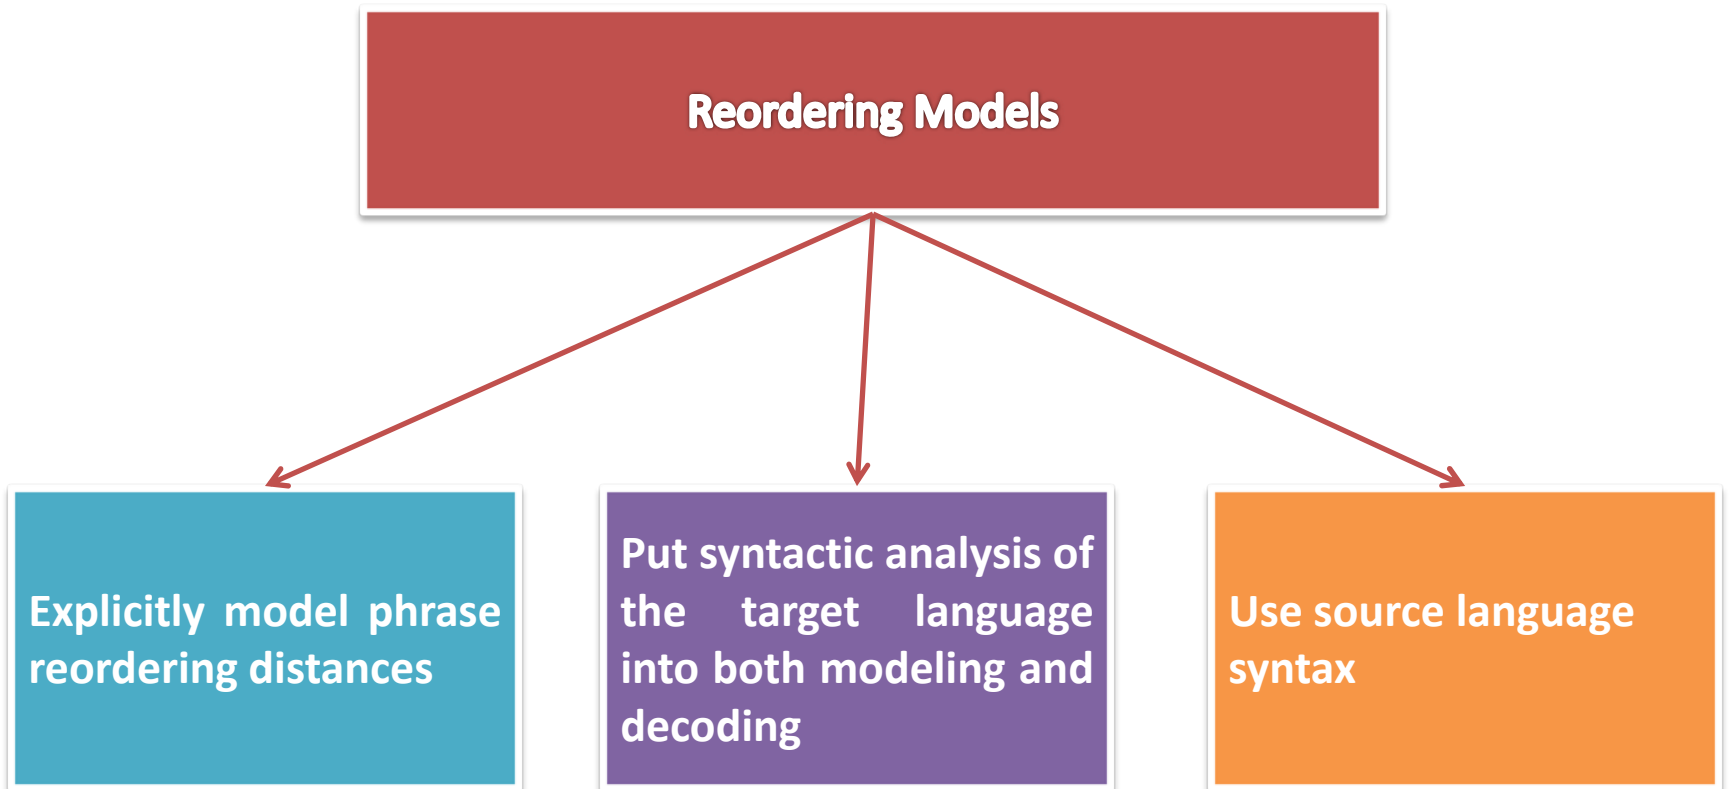 Reordering Models
Explicitly model phrase
reordering distances
Put syntactic analysis of
the target language
into both modeling and
decoding
Use source language
syntax